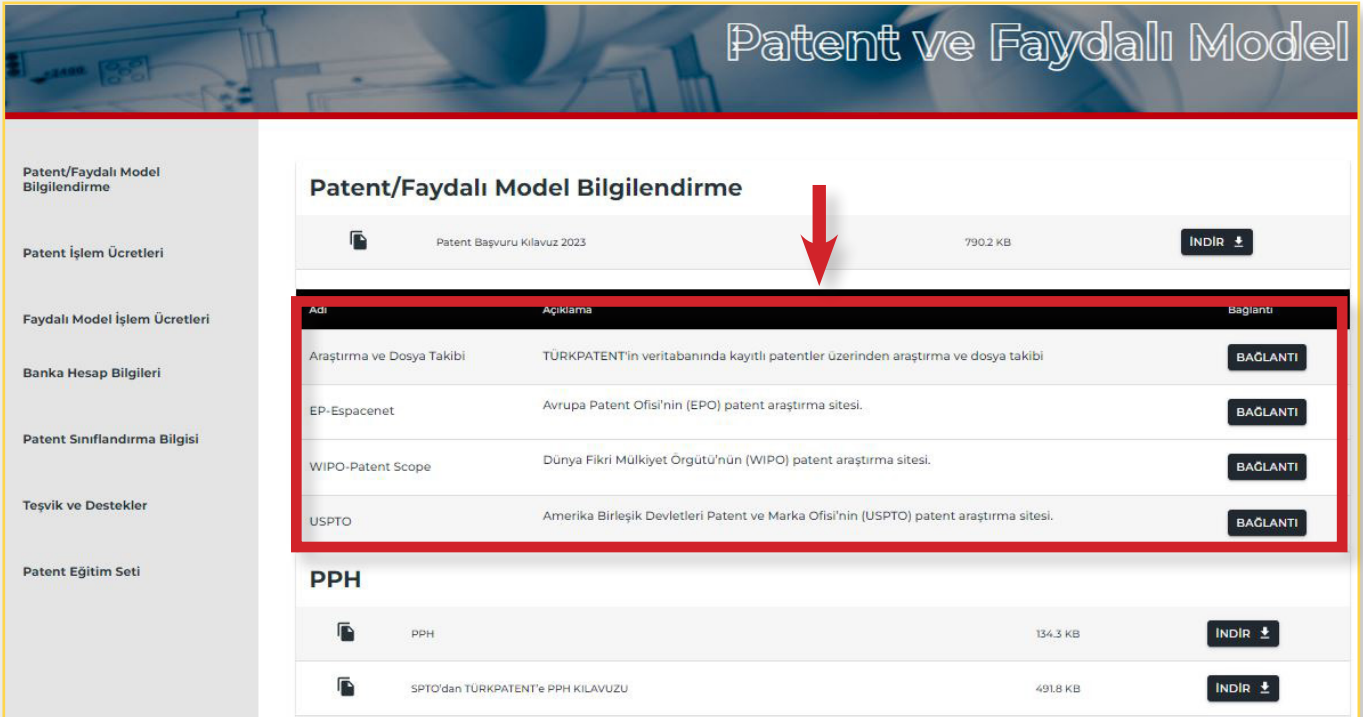 Patent ve Faydalı Model
Patent/Faydalı Model
Bilgilendirme
Patent İşlem Ücretleri
Faydalı Model İşlem Ücretleri
Banka Hesap Bilgileri
Patent Sınıflandırma Bilgisi
Teşvik ve Destekler
Patent Eğitim Seti
Patent/Faydalı Model Bilgilendirme
Patent Başvuru Kılavuz 2023 790.2 KB İNDİR
Adı Açıklama Bağlantı
Araştırma ve Dosya Takibi TÜRKPATENT'in veritabanında kayıtlı patentler üzerinden araştırma ve dosya takibi BAĞLANTI
EP-Espacenet Avrupa Patent Ofisi'nin (EPO) patent araştırma sitesi. BAĞLANTI
WIPO-Patent Scope Dünya Fikri Mülkiyet Örgütü'nün (WIPO) patent araştırma sitesi. BAĞLANTI
USPTO Amerika Birleşik Devletleri Patent ve Marka Ofisi'nin (USPTO) patent araştırma sitesi. BAĞLANTI
PPH
PPH 134.3 KB İNDİR
SPTO'dan TÜRKPATENT'e PPH KILAVUZU 491.8 KB İNDİR